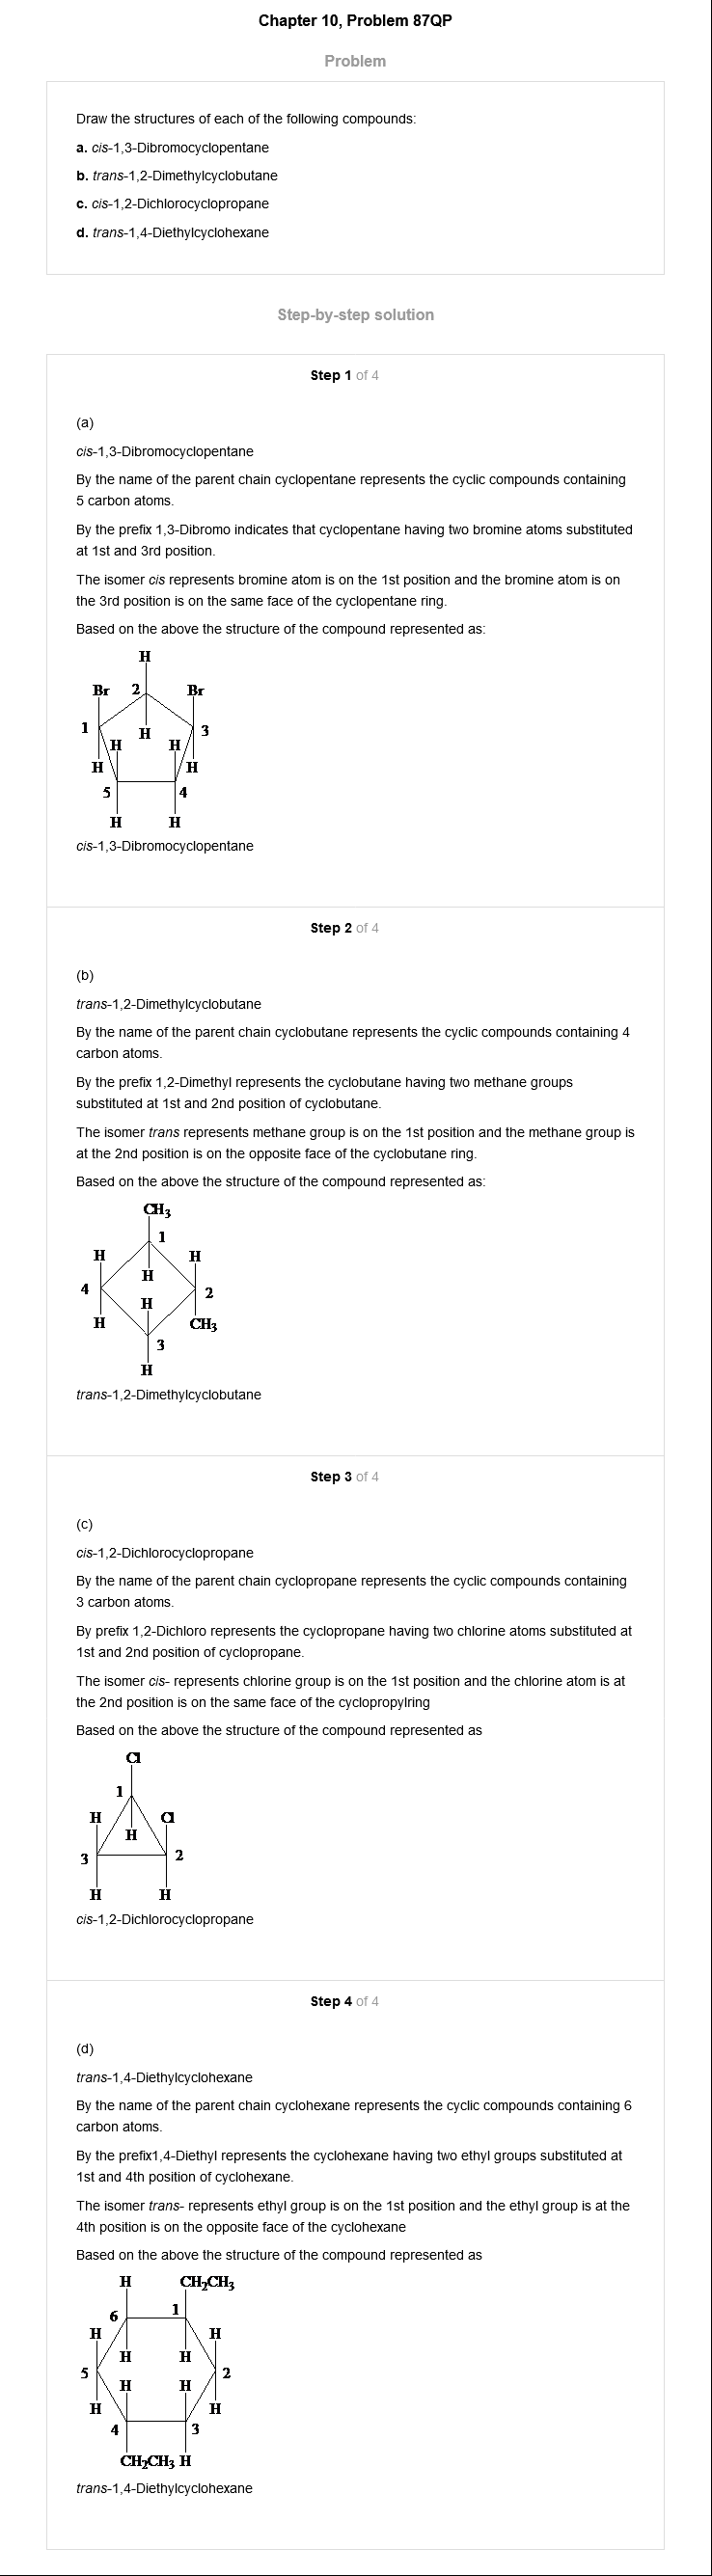 Chapter 10, Problem 87QP
Problem
Draw the structures of each of the following compounds:
a. cis-1,3-Dibromocyclopentane
b. trans-1,2-Dimethylcyclobutane
c. cis-1,2-Dichlorocyclopropane
d. trans-1,4-Diethylcyclohexane
Step-by-step solution
Step 1 of 4
(a)
cis-1,3-Dibromocyclopentane
By the name of the parent chain cyclopentane represents the cyclic compounds containing
5 carbon atoms.
By the prefix 1,3-Dibromo indicates that cyclopentane having two bromine atoms substituted
at 1st and 3rd position.
The isomer cis represents bromine atom is on the 1st position and the bromine atom is on
the 3rd position is on the same face of the cyclopentane ring.
Based on the above the structure of the compound represented as:
H
Br 2 Br
1 H 3
H H
H H
5 4
H H
cis-1,3-Dibromocyclopentane
Step 2 of 4
(b)
trans-1,2-Dimethylcyclobutane
By the name of the parent chain cyclobutane represents the cyclic compounds containing 4
carbon atoms.
By the prefix 1,2-Dimethyl represents the cyclobutane having two methane groups
substituted at 1st and 2nd position of cyclobutane.
The isomer trans represents methane group is on the 1st position and the methane group is
at the 2nd position is on the opposite face of the cyclobutane ring.
Based on the above the structure of the compound represented as:
CH3
1
H H
H
4 2
H
H CH3
3
H
trans-1,2-Dimethylcyclobutane
Step 3 of 4
(c)
cis-1,2-Dichlorocyclopropane
By the name of the parent chain cyclopropane represents the cyclic compounds containing
3 carbon atoms.
By prefix 1,2-Dichloro represents the cyclopropane having two chlorine atoms substituted at
1st and 2nd position of cyclopropane.
The isomer cis- represents chlorine group is on the 1st position and the chlorine atom is at
the 2nd position is on the same face of the cyclopropylring
Based on the above the structure of the compound represented as
Cl
1
H Cl
H
3 2
H H
cis-1,2-Dichlorocyclopropane
Step 4 of 4
(d)
trans-1,4-Diethylcyclohexane
By the name of the parent chain cyclohexane represents the cyclic compounds containing 6
carbon atoms.
By the prefix1,4-Diethyl represents the cyclohexane having two ethyl groups substituted at
1st and 4th position of cyclohexane.
The isomer trans- represents ethyl group is on the 1st position and the ethyl group is at the
4th position is on the opposite face of the cyclohexane
Based on the above the structure of the compound represented as
H CH2CH3
6 1
H H
H H
5 2
H H
H H
4 3
CH2CH3 H
trans-1,4-Diethylcyclohexane